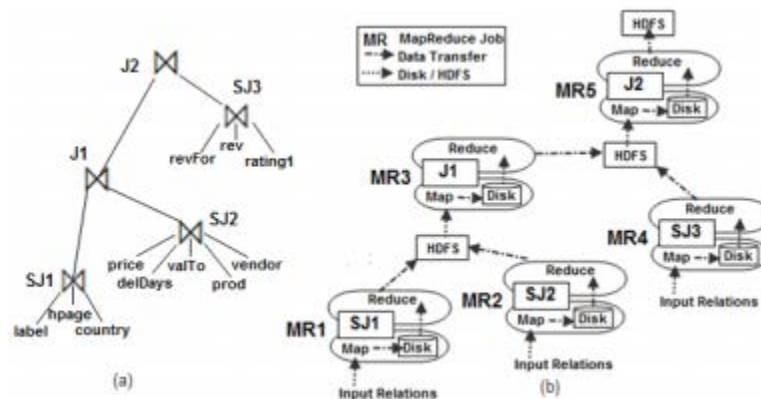 J2
SJ3
rev
revFor
rating1
J1
SJ2
price
valTo
vendor
delDays
prod
SJ1
hpage
label
country
(a)
MR MapReduce Job
Data Transfer
Disk / HDFS
HDFS
Reduce
J2
MR5
Map
Disk
HDFS
Reduce
J1
MR3
Map
Disk
HDFS
Reduce
SJ3
MR4
Map
Disk
Input Relations
Reduce
SJ1
MR1
Map
Disk
Input Relations
Reduce
SJ2
MR2
Map
Disk
Input Relations
(b)